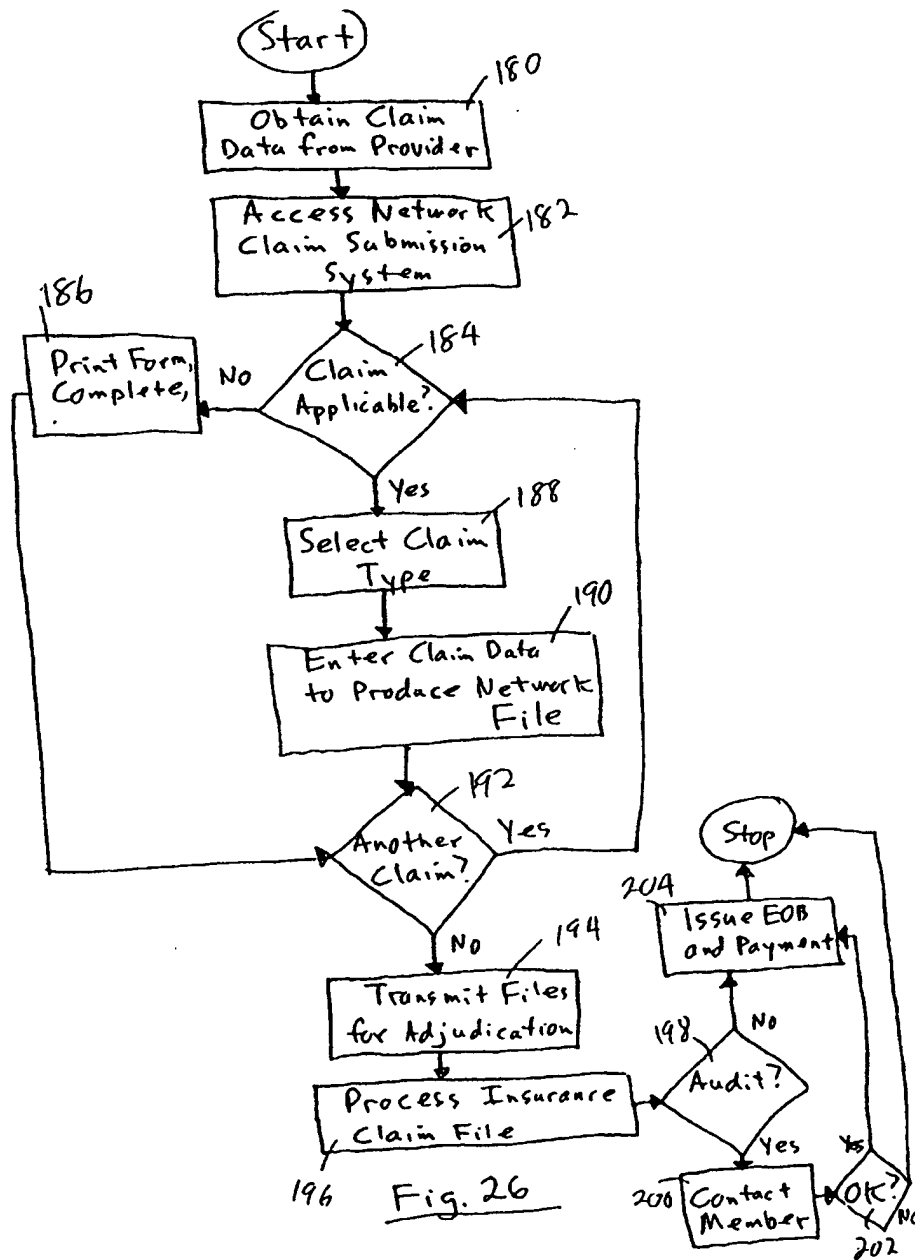 Start
180
Obtain Claim
Data from Provider
Access Network
Claim Submission
System
182
186
Print Form,
Complete,
.
No
184
Claim
Applicable?
Yes
188
Select Claim
Type
190
Enter Claim Data
to Produce Network
File
192
Another
Claim?
Yes
No
194
Transmit Files
for Adjudication
Process Insurance
Claim File
196
Stop
204
Issue EOB
and Payment
No
198
Audit?
Yes
200
Contact
Member
Yes
OK?
No
202
Fig. 26